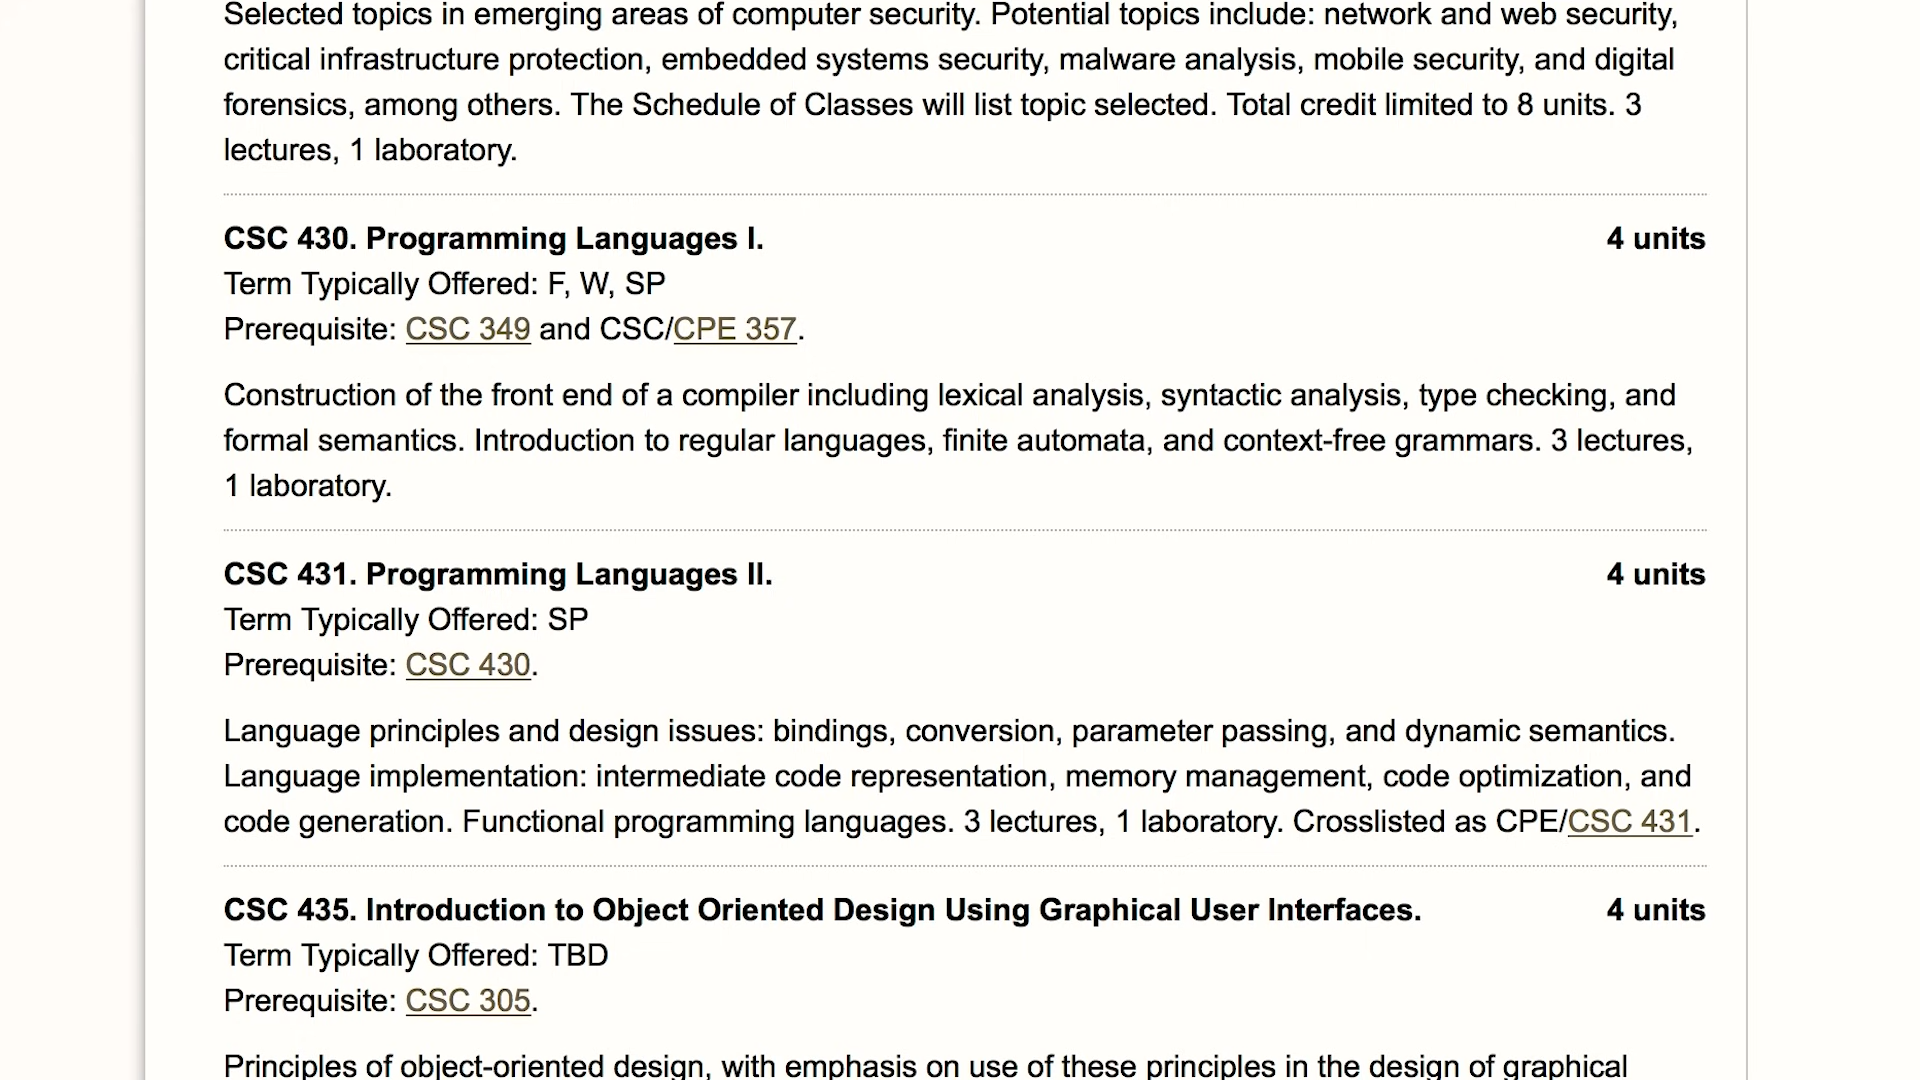 Selected topics in emerging areas of computer security. Potential topics include: network and web security,
critical infrastructure protection, embedded systems security, malware analysis, mobile security, and digital
forensics, among others. The Schedule of Classes will list topic selected. Total credit limited to 8 units. 3
lectures, 1 laboratory.
CSC 430. Programming Languages I. 4 units
Term Typically Offered: F, W, SP
Prerequisite: CSC 349 and CSC/CPE 357.
Construction of the front end of a compiler including lexical analysis, syntactic analysis, type checking, and
formal semantics. Introduction to regular languages, finite automata, and context-free grammars. 3 lectures,
1 laboratory.
CSC 431. Programming Languages II. 4 units
Term Typically Offered: SP
Prerequisite: CSC 430.
Language principles and design issues: bindings, conversion, parameter passing, and dynamic semantics.
Language implementation: intermediate code representation, memory management, code optimization, and
code generation. Functional programming languages. 3 lectures, 1 laboratory. Crosslisted as CPE/CSC 431.
CSC 435. Introduction to Object Oriented Design Using Graphical User Interfaces. 4 units
Term Typically Offered: TBD
Prerequisite: CSC 305.
Principles of object-oriented design, with emphasis on use of these principles in the design of graphical